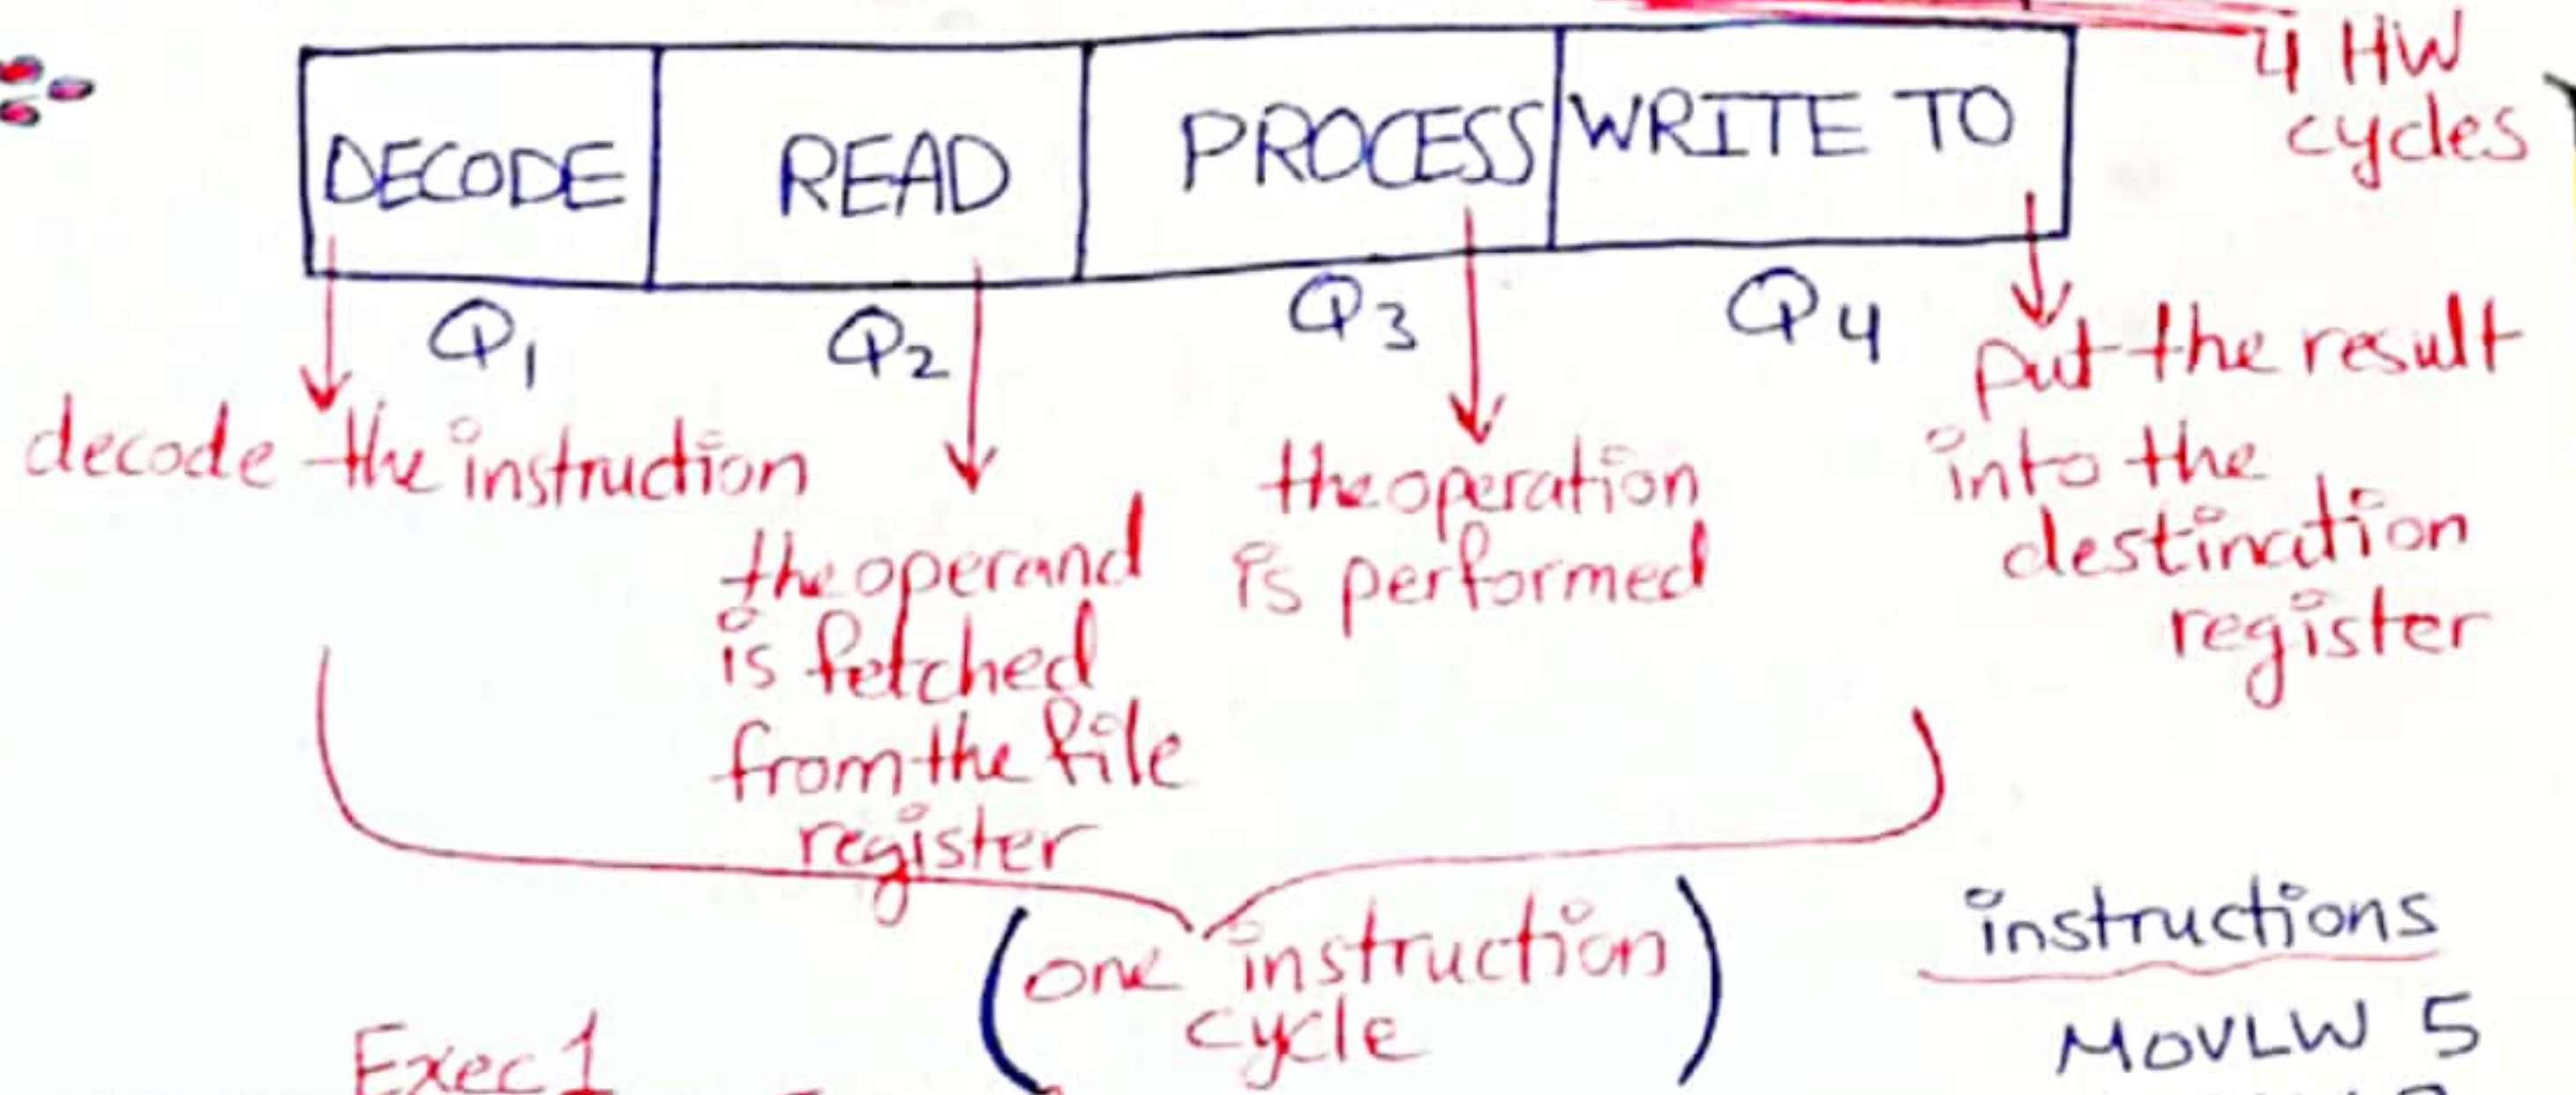 DECODE READ PROCESS WRITE TO
4 HW
cycles
Q1 Q2 Q3 Q4
decode the instruction
the operand
is fetched
from the file
register
the operation
is performed
put the result
into the
destination
register
(one instruction
cycle)
instructions
MOVLW 5
Exec 1